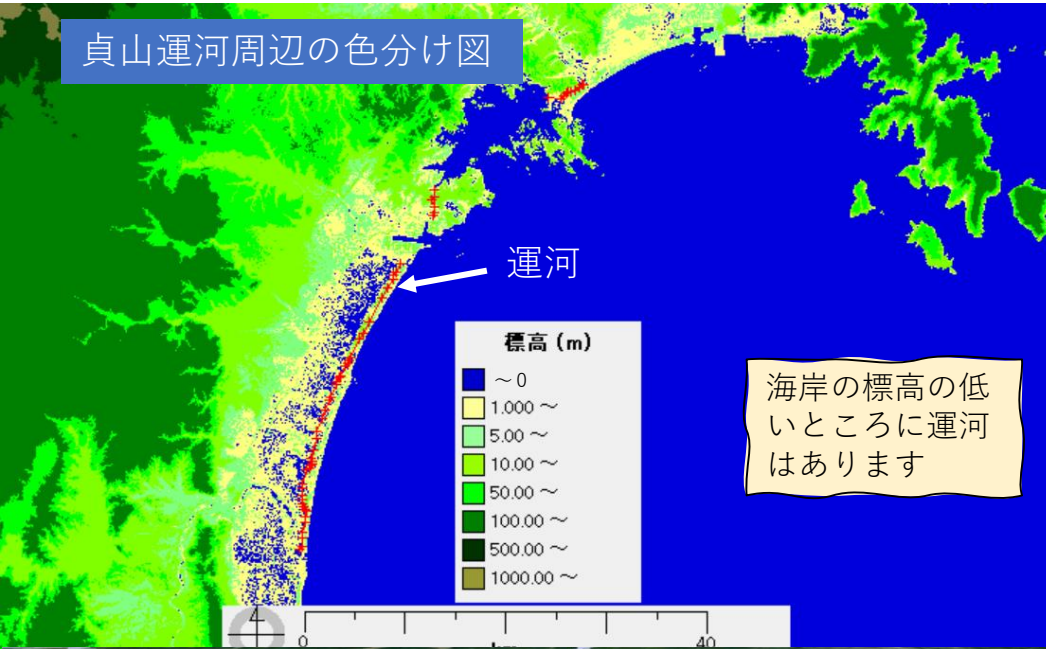 貞山運河周辺の色分け図
運河
標高 (m)
～0
1.000 ～
5.00 ～
10.00 ～
50.00 ～
100.00 ～
500.00 ～
1000.00 ～
海岸の標高の低
いところに運河
はあります
0
40